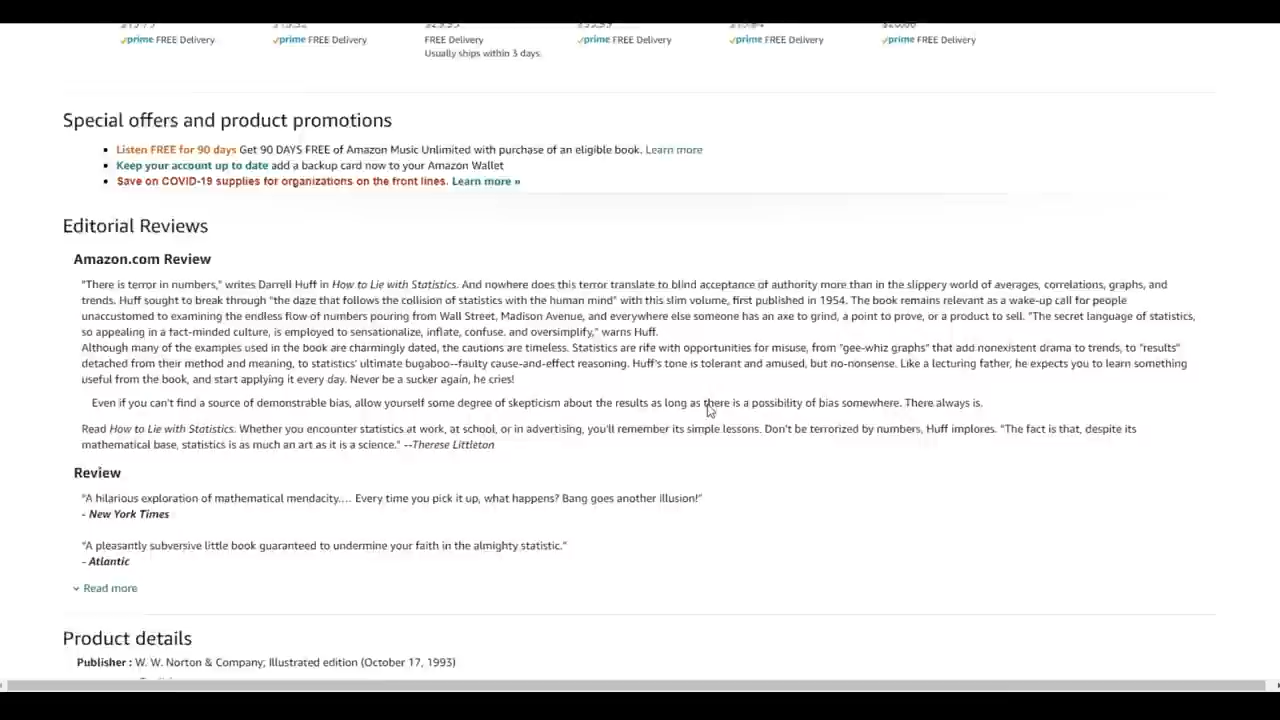 ✓prime FREE Delivery ✓prime FREE Delivery FREE Delivery ✓prime FREE Delivery ✓prime FREE Delivery ✓prime FREE Delivery
Usually ships within 3 days.
Special offers and product promotions
• Listen FREE for 90 days Get 90 DAYS FREE of Amazon Music Unlimited with purchase of an eligible book. Learn more
• Keep your account up to date add a backup card now to your Amazon Wallet
• Save on COVID-19 supplies for organizations on the front lines. Learn more »
Editorial Reviews
Amazon.com Review
"There is terror in numbers," writes Darrell Huff in How to Lie with Statistics. And nowhere does this terror translate to blind acceptance of authority more than in the slippery world of averages, correlations, graphs, and
trends. Huff sought to break through "the daze that follows the collision of statistics with the human mind" with this slim volume, first published in 1954. The book remains relevant as a wake-up call for people
unaccustomed to examining the endless flow of numbers pouring from Wall Street, Madison Avenue, and everywhere else someone has an axe to grind, a point to prove, or a product to sell. "The secret language of statistics,
so appealing in a fact-minded culture, is employed to sensationalize, inflate, confuse, and oversimplify," warns Huff.
Although many of the examples used in the book are charmingly dated, the cautions are timeless. Statistics are rife with opportunities for misuse, from "gee-whiz graphs" that add nonexistent drama to trends, to "results"
detached from their method and meaning, to statistics' ultimate bugaboo--faulty cause-and-effect reasoning. Huff's tone is tolerant and amused, but no-nonsense. Like a lecturing father, he expects you to learn something
useful from the book, and start applying it every day. Never be a sucker again, he cries!
Even if you can't find a source of demonstrable bias, allow yourself some degree of skepticism about the results as long as there is a possibility of bias somewhere. There always is.
Read How to Lie with Statistics. Whether you encounter statistics at work, at school, or in advertising, you'll remember its simple lessons. Don't be terrorized by numbers, Huff implores. "The fact is that, despite its
mathematical base, statistics is as much an art as it is a science." --Therese Littleton
Review
"A hilarious exploration of mathematical mendacity.... Every time you pick it up, what happens? Bang goes another illusion!"
- New York Times
"A pleasantly subversive little book guaranteed to undermine your faith in the almighty statistic."
- Atlantic
Read more
Product details
Publisher : W. W. Norton & Company; Illustrated edition (October 17, 1993)